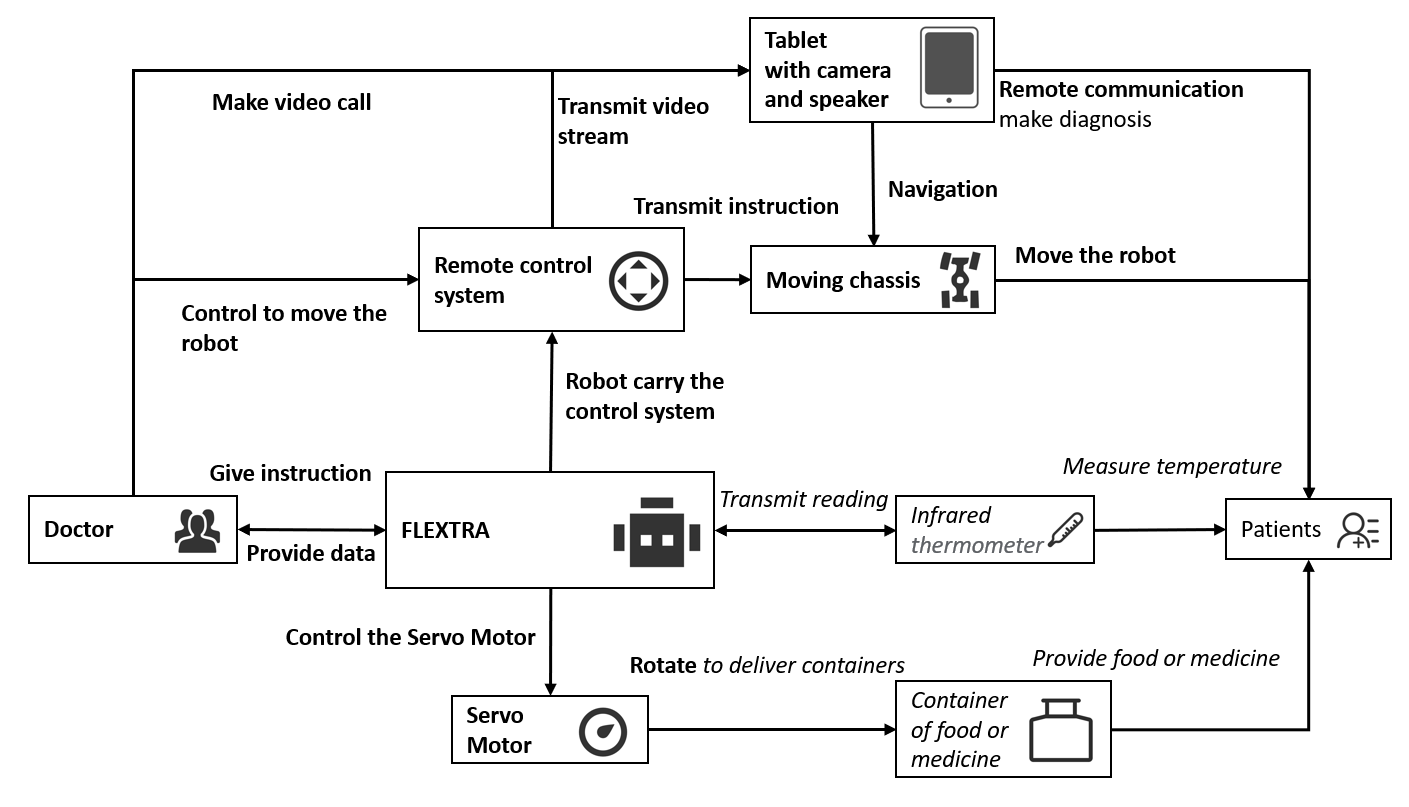 Tablet
with camera
and speaker
Make video call
Transmit video
stream
Remote communication
make diagnosis
Navigation
Transmit instruction
Remote control
system
Moving chassis
Move the robot
Control to move the
robot
Robot carry the
control system
Give instruction
Measure temperature
Transmit reading
Doctor
Provide data
FLEXTRA
Infrared
thermometer
Patients
Control the Servo Motor
Rotate to deliver containers
Provide food or medicine
Servo
Motor
Container
of food or
medicine